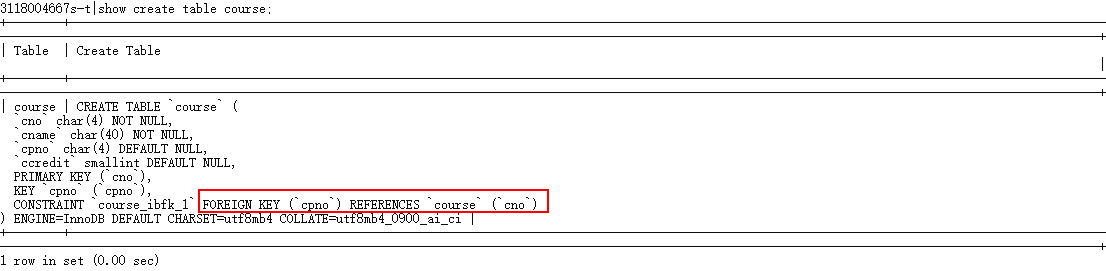 3118004667s-t|show create table course;
| Table | Create Table |
| course | CREATE TABLE `course` (
`cno` char(4) NOT NULL,
`cname` char(40) NOT NULL,
`cpno` char(4) DEFAULT NULL,
`ccredit` smallint DEFAULT NULL,
PRIMARY KEY (`cno`),
KEY `cpno` (`cpno`),
CONSTRAINT `course_ibfk_1` FOREIGN KEY (`cpno`) REFERENCES `course` (`cno`)
) ENGINE=InnoDB DEFAULT CHARSET=utf8mb4 COLLATE=utf8mb4_0900_ai_ci |
1 row in set (0.00 sec)